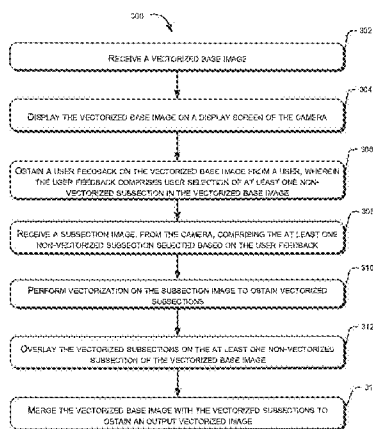 300
302
RECEIVE A VECTORIZED BASE IMAGE
304
DISPLAY THE VECTORIZED BASE IMAGE ON A DISPLAY SCREEN OF THE CAMERA
306
OBTAIN A USER FEEDBACK ON THE VECTORIZED BASE IMAGE FROM A USER, WHEREIN
THE USER FEEDBACK COMPRISES USER SELECTION OF AT LEAST ONE NON-
VECTORIZED SUBSECTION IN THE VECTORIZED BASE IMAGE
308
RECEIVE A SUBSECTION IMAGE, FROM THE CAMERA, COMPRISING THE AT LEAST ONE
NON-VECTORIZED SUBSECTION SELECTED BASED ON THE USER FEEDBACK
310
PERFORM VECTORIZATION ON THE SUBSECTION IMAGE TO OBTAIN VECTORIZED
SUBSECTIONS
312
OVERLAY THE VECTORIZED SUBSECTIONS ON THE AT LEAST ONE NON-VECTORIZED
SUBSECTION OF THE VECTORIZED BASE IMAGE
31
MERGE THE VECTORIZED BASE IMAGE WITH THE VECTORIZED SUBSECTIONS TO
OBTAIN AN OUTPUT VECTORIZED IMAGE